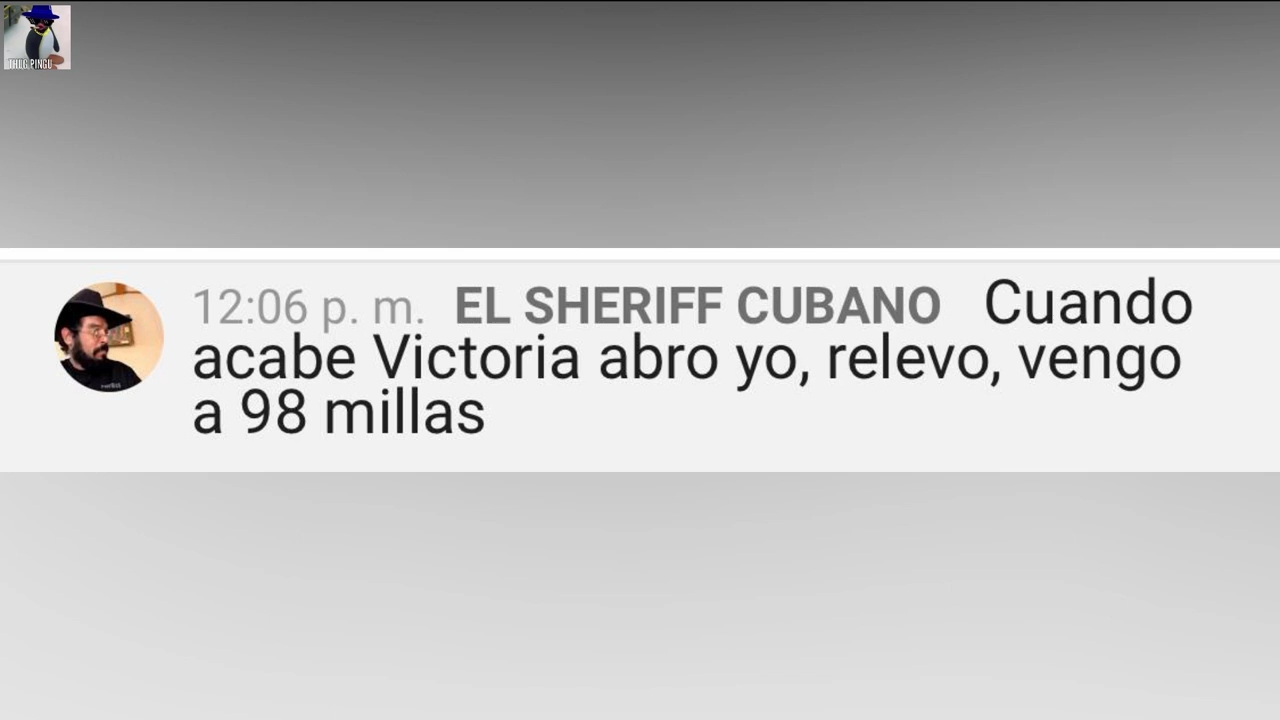 THUG PINGU
12:06 p. m. EL SHERIFF CUBANO Cuando
acabe Victoria abro yo, relevo, vengo
a 98 millas